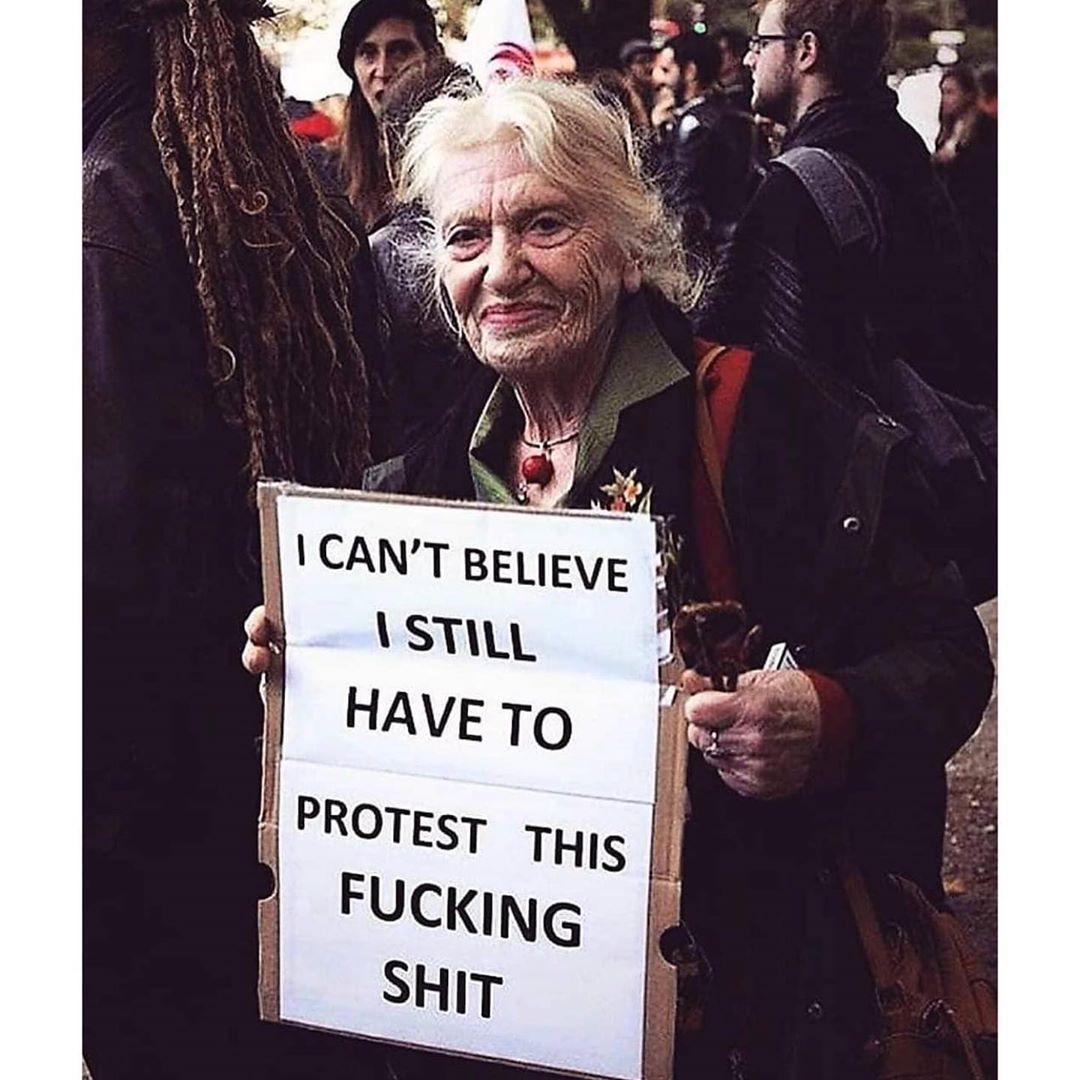 I CAN'T BELIEVE
I STILL
HAVE TO
PROTEST THIS
FUCKING
SHIT